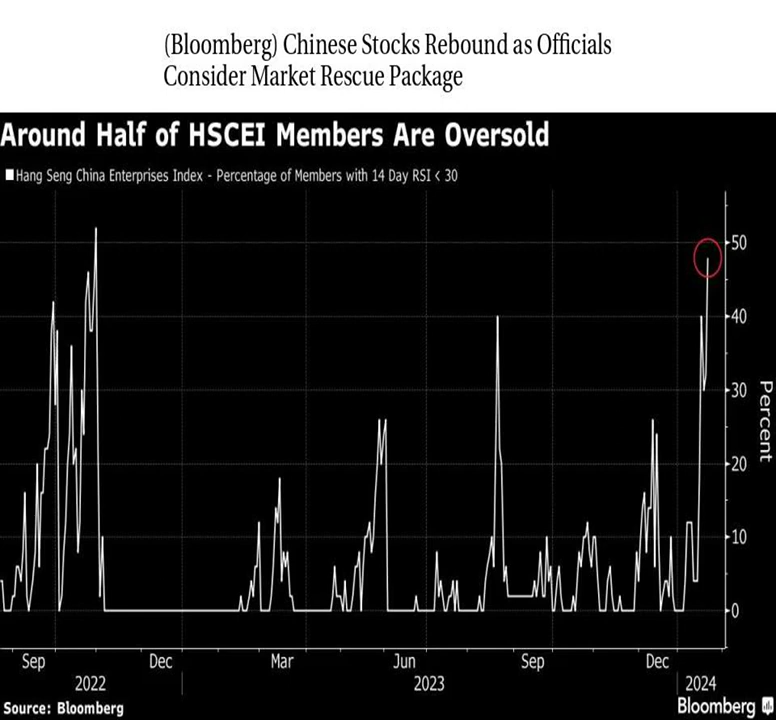 (Bloomberg) Chinese Stocks Rebound as Officials
Consider Market Rescue Package
Around Half of HSCEI Members Are Oversold
Hang Seng China Enterprises Index - Percentage of Members with 14 Day RSI < 30
50
40
30
20
10
0
Percent
Sep Dec Mar Jun Sep Dec
2022 2023 2024
Source: Bloomberg
Bloomberg